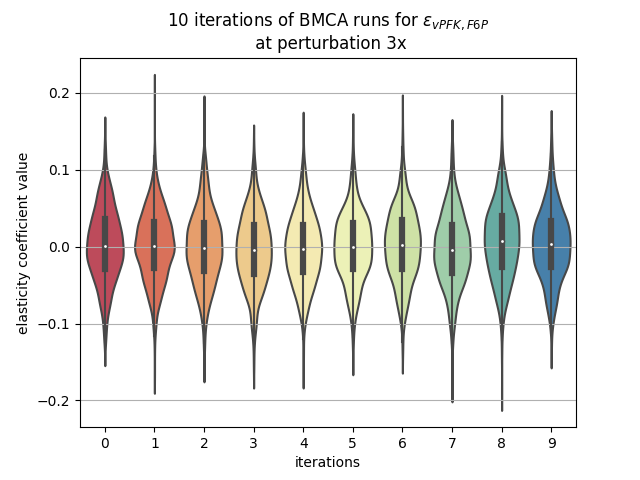 10 iterations of BMCA runs for ε_{vPFK, F6P}
at perturbation 3x
elasticity coefficient value
0.2
0.1
0.0
−0.1
−0.2
0 1 2 3 4 5 6 7 8 9
iterations